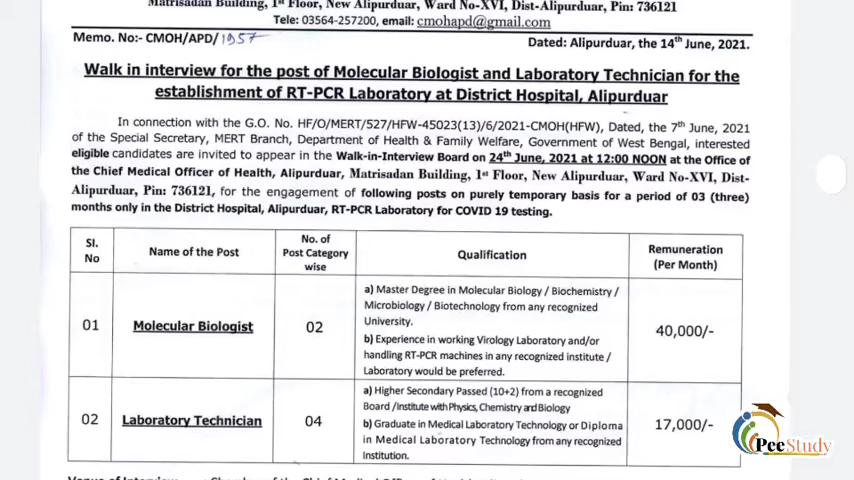 Matrisadan Building, 1st Floor, New Alipurduar, Ward No-XVI, Dist-Alipurduar, Pin: 736121
Tele: 03564-257200, email: cmohapd@gmail.com
Memo. No:- CMOH/APD/1957
Dated: Alipurduar, the 14th June, 2021.
Walk in interview for the post of Molecular Biologist and Laboratory Technician for the
establishment of RT-PCR Laboratory at District Hospital, Alipurduar
In connection with the G.O. No. HF/O/MERT/527/HFW-45023(13)/6/2021-CMOH(HFW), Dated, the 7th June, 2021
of the Special Secretary, MERT Branch, Department of Health & Family Welfare, Government of West Bengal, interested
eligible candidates are invited to appear in the Walk-in-Interview Board on 24th June, 2021 at 12:00 NOON at the Office of
the Chief Medical Officer of Health, Alipurduar, Matrisadan Building, 1st Floor, New Alipurduar, Ward No-XVI, Dist-
Alipurduar, Pin: 736121, for the engagement of following posts on purely temporary basis for a period of 03 (three)
months only in the District Hospital, Alipurduar, RT-PCR Laboratory for COVID 19 testing.
Sl.
No
Name of the Post
No. of
Post Category
wise
Qualification
Remuneration
(Per Month)
01
Molecular Biologist
02
a) Master Degree in Molecular Biology / Biochemistry /
Microbiology / Biotechnology from any recognized
University.
b) Experience in working Virology Laboratory and/or
handling RT-PCR machines in any recognized institute /
Laboratory would be preferred.
40,000/-
02
Laboratory Technician
04
a) Higher Secondary Passed (10+2) from a recognized
Board /Institute with Physics, Chemistry and Biology
b) Graduate in Medical Laboratory Technology or Diploma
in Medical Laboratory Technology from any recognized
Institution.
17,000/-
PeeStudy